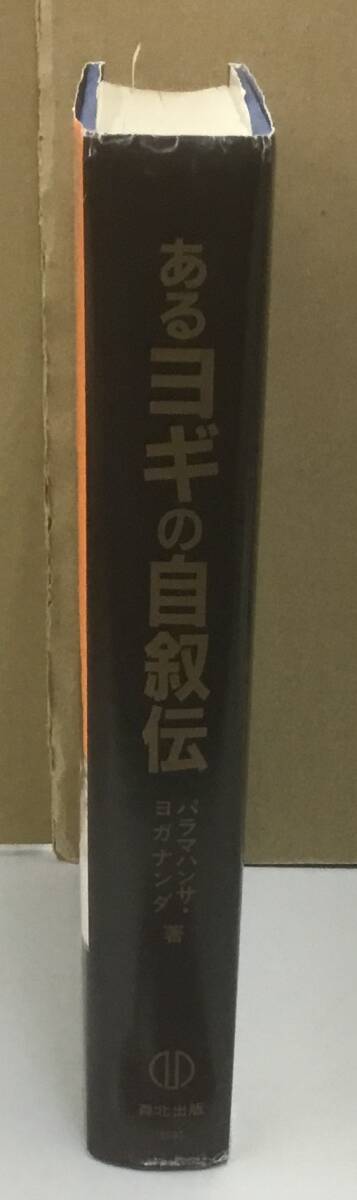 あるヨギの自叙伝
パラマハンサ・
ヨガナンダ 著
森北出版